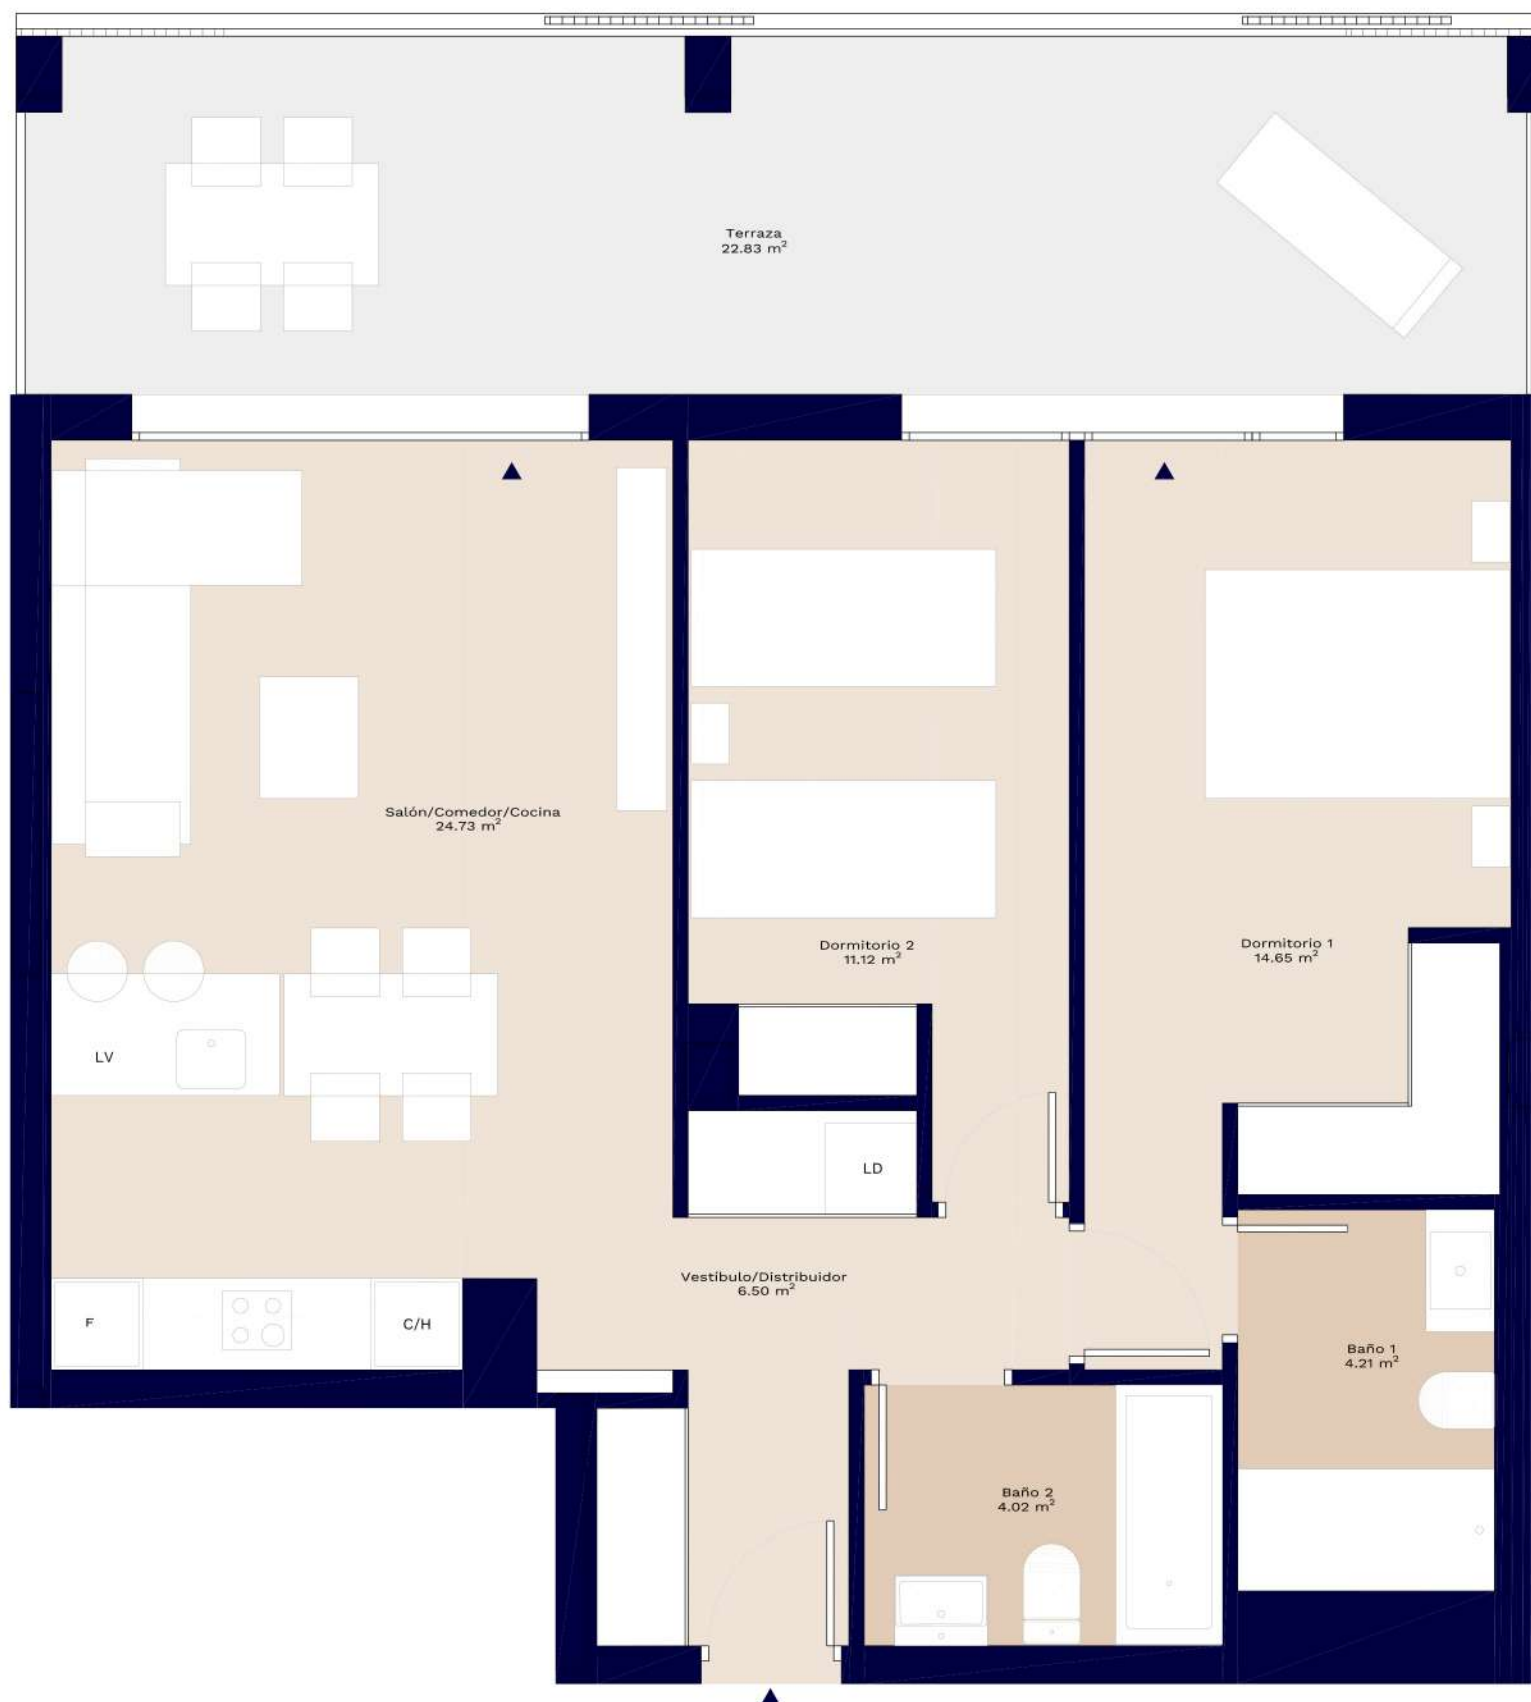 Terraza
22.83 m²
Salón/Comedor/Cocina
24.73 m²
Dormitorio 2
11.12 m²
Dormitorio 1
14.65 m²
LV
LD
Vestíbulo/Distribuidor
6.50 m²
F
C/H
Baño 1
4.21 m²
Baño 2
4.02 m²